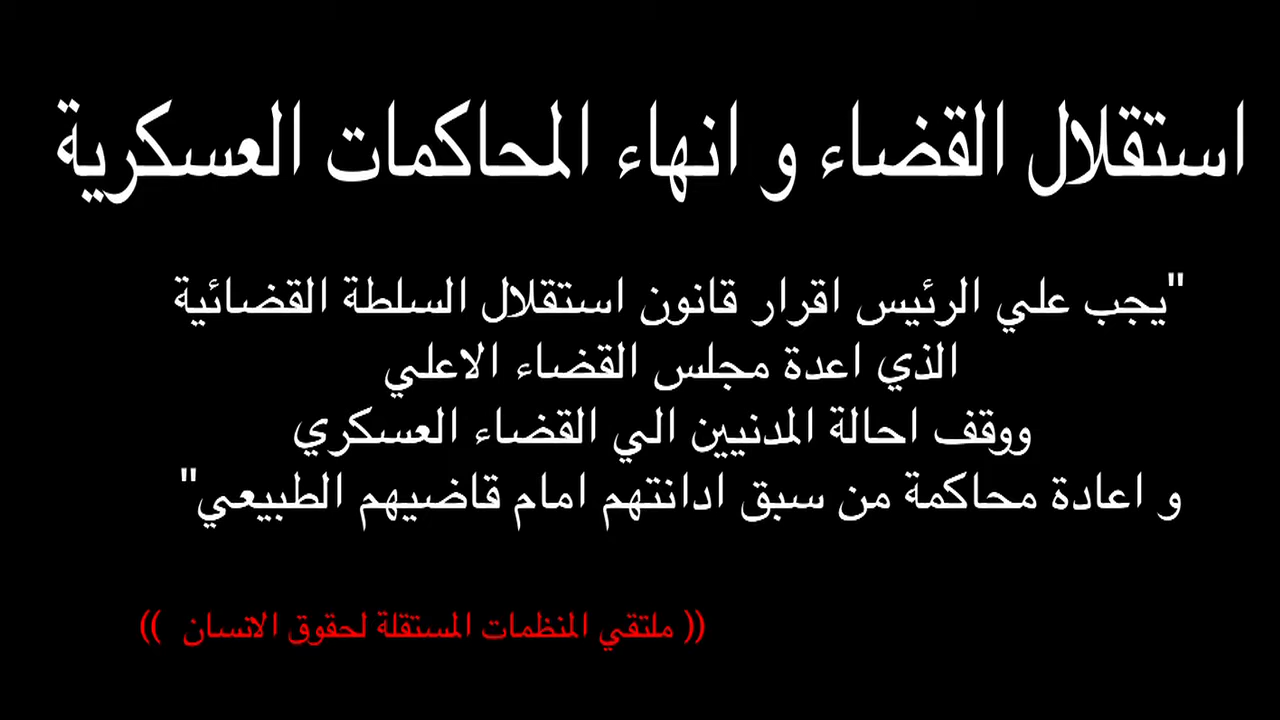 استقلال القضاء و انهاء المحاكمات العسكرية
"يجب علي الرئيس اقرار قانون استقلال السلطة القضائية
الذي اعدة مجلس القضاء الاعلي
ووقف احالة المدنيين الي القضاء العسكري
و اعادة محاكمة من سبق ادانتهم امام قاضيهم الطبيعي"
(( ملتقي المنظمات المستقلة لحقوق الانسان ))